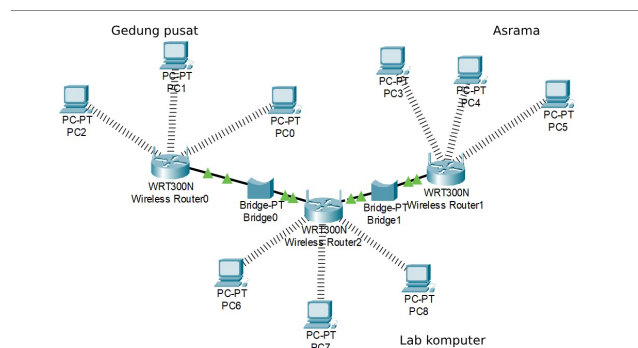 Gedung pusat
Asrama
PC-PT
PC1
PC-PT
PC3
PC-PT
PC4
PC-PT
PC2
PC-PT
PC0
PC-PT
PC5
WRT300N
Wireless Router0
Bridge-PT
Bridge0
WRT300N
Wireless Router2
Bridge-PT
Bridge1
WRT300N
Wireless Router1
PC-PT
PC6
PC-PT
PC7
PC-PT
PC8
Lab komputer